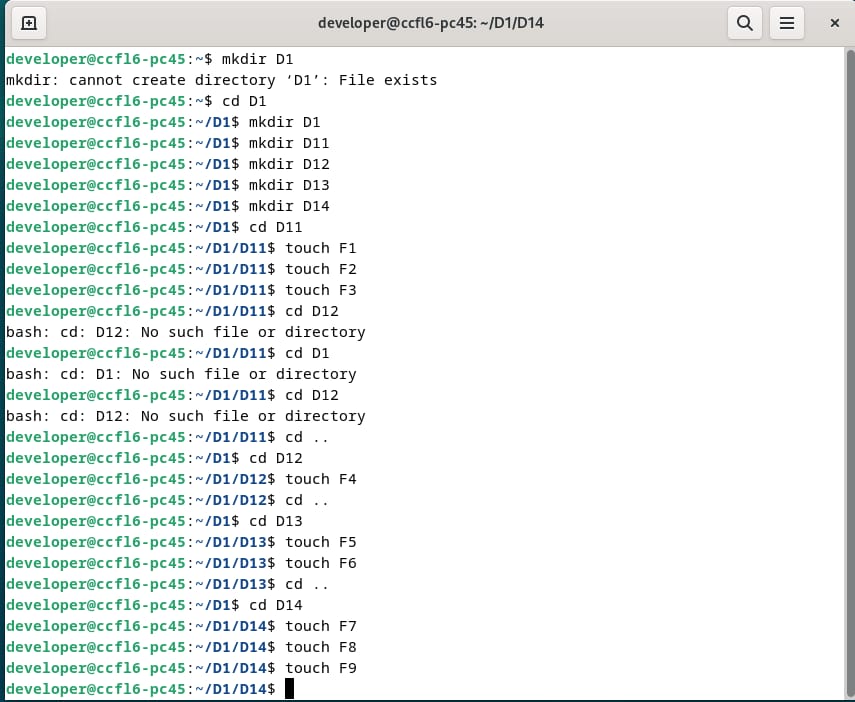 developer@ccfl6-pc45: ~/D1/D14
developer@ccfl6-pc45:~$ mkdir D1
mkdir: cannot create directory ‘D1’: File exists
developer@ccfl6-pc45:~$ cd D1
developer@ccfl6-pc45:~/D1$ mkdir D1
developer@ccfl6-pc45:~/D1$ mkdir D11
developer@ccfl6-pc45:~/D1$ mkdir D12
developer@ccfl6-pc45:~/D1$ mkdir D13
developer@ccfl6-pc45:~/D1$ mkdir D14
developer@ccfl6-pc45:~/D1$ cd D11
developer@ccfl6-pc45:~/D1/D11$ touch F1
developer@ccfl6-pc45:~/D1/D11$ touch F2
developer@ccfl6-pc45:~/D1/D11$ touch F3
developer@ccfl6-pc45:~/D1/D11$ cd D12
bash: cd: D12: No such file or directory
developer@ccfl6-pc45:~/D1/D11$ cd D1
bash: cd: D1: No such file or directory
developer@ccfl6-pc45:~/D1/D11$ cd D12
bash: cd: D12: No such file or directory
developer@ccfl6-pc45:~/D1/D11$ cd ..
developer@ccfl6-pc45:~/D1$ cd D12
developer@ccfl6-pc45:~/D1/D12$ touch F4
developer@ccfl6-pc45:~/D1/D12$ cd ..
developer@ccfl6-pc45:~/D1$ cd D13
developer@ccfl6-pc45:~/D1/D13$ touch F5
developer@ccfl6-pc45:~/D1/D13$ touch F6
developer@ccfl6-pc45:~/D1/D13$ cd ..
developer@ccfl6-pc45:~/D1$ cd D14
developer@ccfl6-pc45:~/D1/D14$ touch F7
developer@ccfl6-pc45:~/D1/D14$ touch F8
developer@ccfl6-pc45:~/D1/D14$ touch F9
developer@ccfl6-pc45:~/D1/D14$